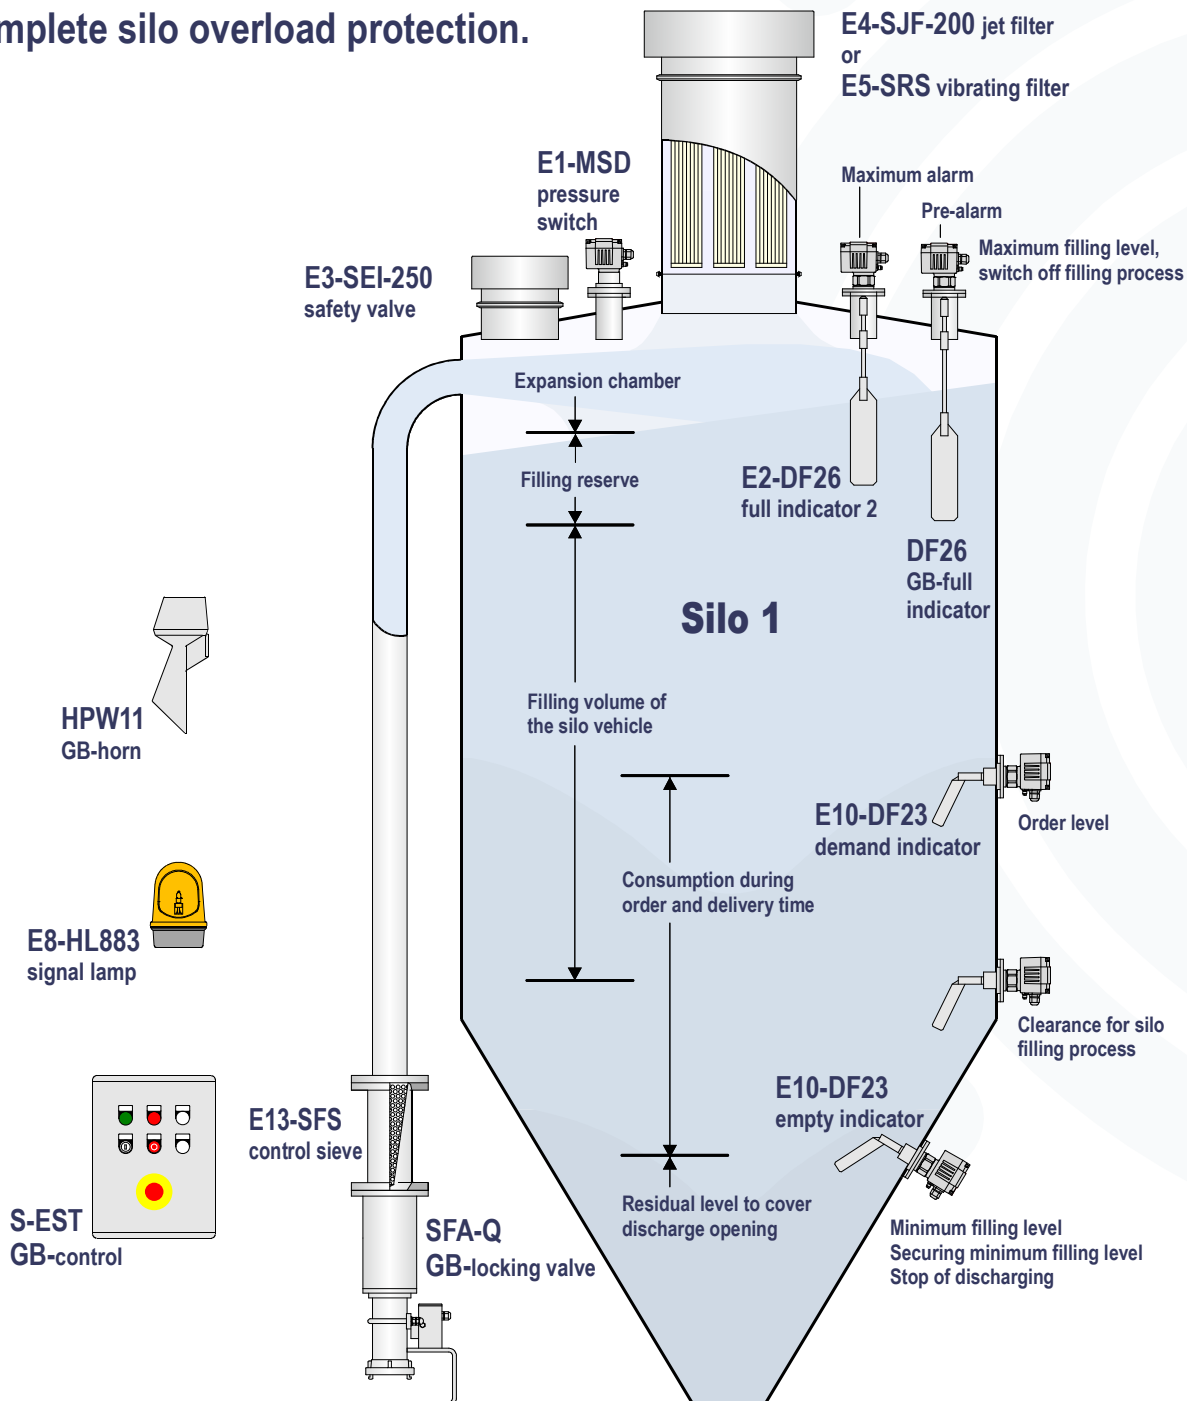 mplete silo overload protection.
E4-SJF-200 jet filter
or
E5-SRS vibrating filter
E1-MSD
pressure
switch
Maximum alarm
Pre-alarm
Maximum filling level,
switch off filling process
E3-SEI-250
safety valve
Expansion chamber
Filling reserve
E2-DF26
full indicator 2
DF26
GB-full
indicator
Silo 1
HPW11
GB-horn
Filling volume of
the silo vehicle
E10-DF23
demand indicator
Order level
Consumption during
order and delivery time
E8-HL883
signal lamp
Clearance for silo
filling process
E10-DF23
empty indicator
E13-SFS
control sieve
Residual level to cover
discharge opening
S-EST
GB-control
SFA-Q
GB-locking valve
Minimum filling level
Securing minimum filling level
Stop of discharging